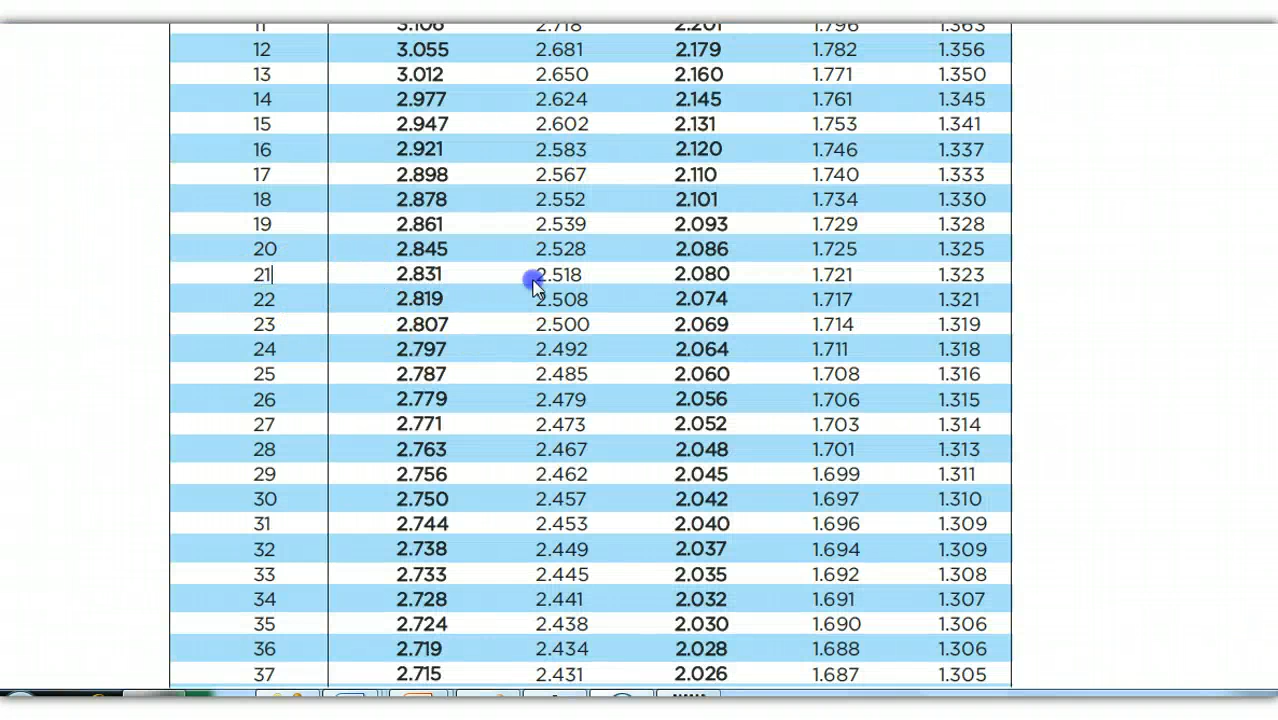 11 3.106 2.718 2.201 1.796 1.363
12 3.055 2.681 2.179 1.782 1.356
13 3.012 2.650 2.160 1.771 1.350
14 2.977 2.624 2.145 1.761 1.345
15 2.947 2.602 2.131 1.753 1.341
16 2.921 2.583 2.120 1.746 1.337
17 2.898 2.567 2.110 1.740 1.333
18 2.878 2.552 2.101 1.734 1.330
19 2.861 2.539 2.093 1.729 1.328
20 2.845 2.528 2.086 1.725 1.325
21 2.831 2.518 2.080 1.721 1.323
22 2.819 2.508 2.074 1.717 1.321
23 2.807 2.500 2.069 1.714 1.319
24 2.797 2.492 2.064 1.711 1.318
25 2.787 2.485 2.060 1.708 1.316
26 2.779 2.479 2.056 1.706 1.315
27 2.771 2.473 2.052 1.703 1.314
28 2.763 2.467 2.048 1.701 1.313
29 2.756 2.462 2.045 1.699 1.311
30 2.750 2.457 2.042 1.697 1.310
31 2.744 2.453 2.040 1.696 1.309
32 2.738 2.449 2.037 1.694 1.309
33 2.733 2.445 2.035 1.692 1.308
34 2.728 2.441 2.032 1.691 1.307
35 2.724 2.438 2.030 1.690 1.306
36 2.719 2.434 2.028 1.688 1.306
37 2.715 2.431 2.026 1.687 1.305